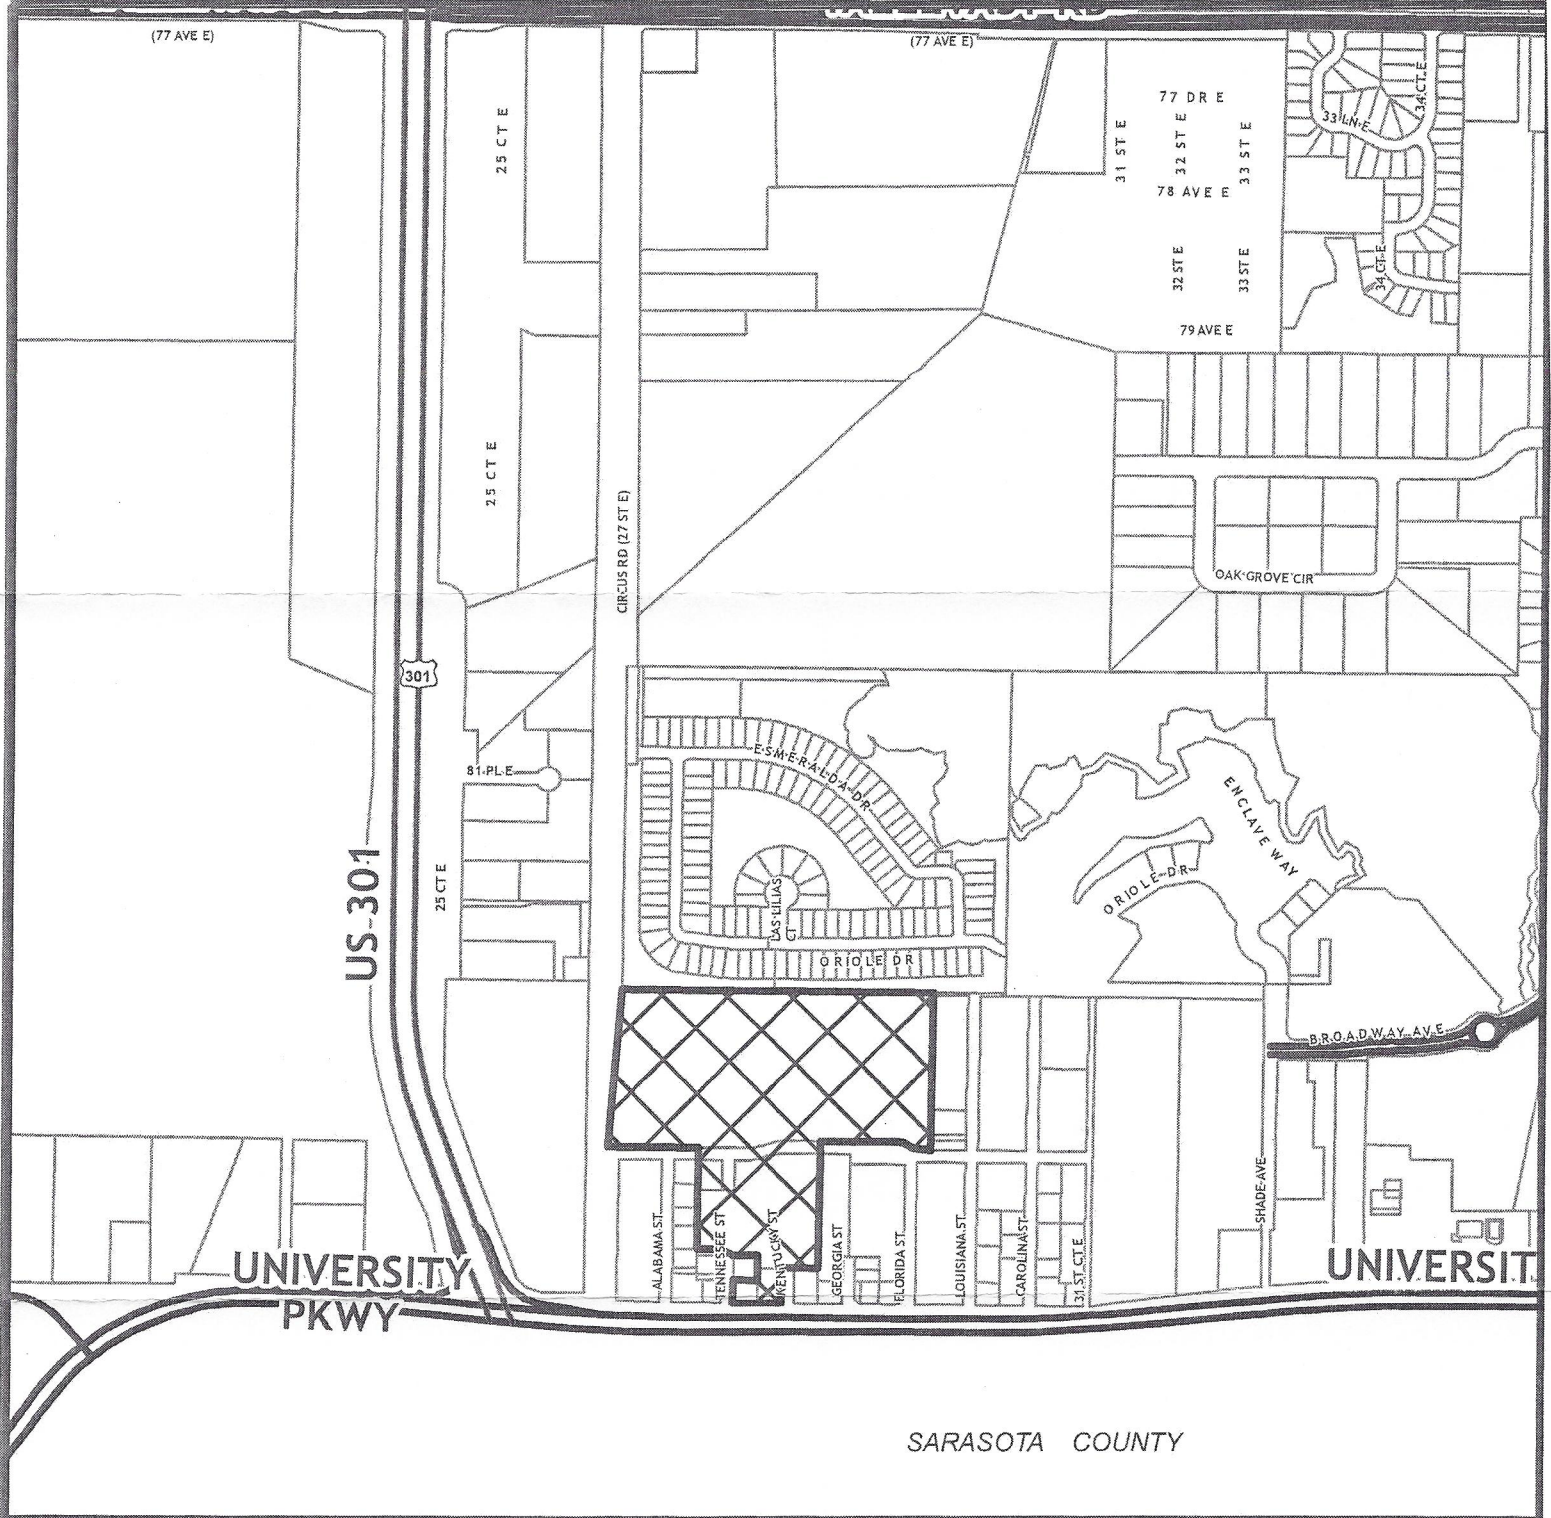 (77 AVE E)
(77 AVE E)
25 CT E
77 DR E
31 ST E
32 ST E
33 ST E
78 AVE E
33 LN E
34 CT E
32 ST E
33 ST E
34 CT E
79 AVE E
25 CT E
CIRCUS RD (27 ST E)
OAK GROVE CIR
301
81 PL E
ESMERALDA DR
ENCLAVE WAY
US-301
25 CT E
LAS LILIAS
CT
ORIOLE DR
ORIOLE DR
BROADWAY AVE
ALABAMA ST
TENNESSEE ST
KENTUCKY ST
GEORGIA ST
FLORIDA ST
LOUISIANA ST
CAROLINA ST
31 ST CT E
SHADE AVE
UNIVERSITY
PKWY
UNIVERSIT
SARASOTA COUNTY